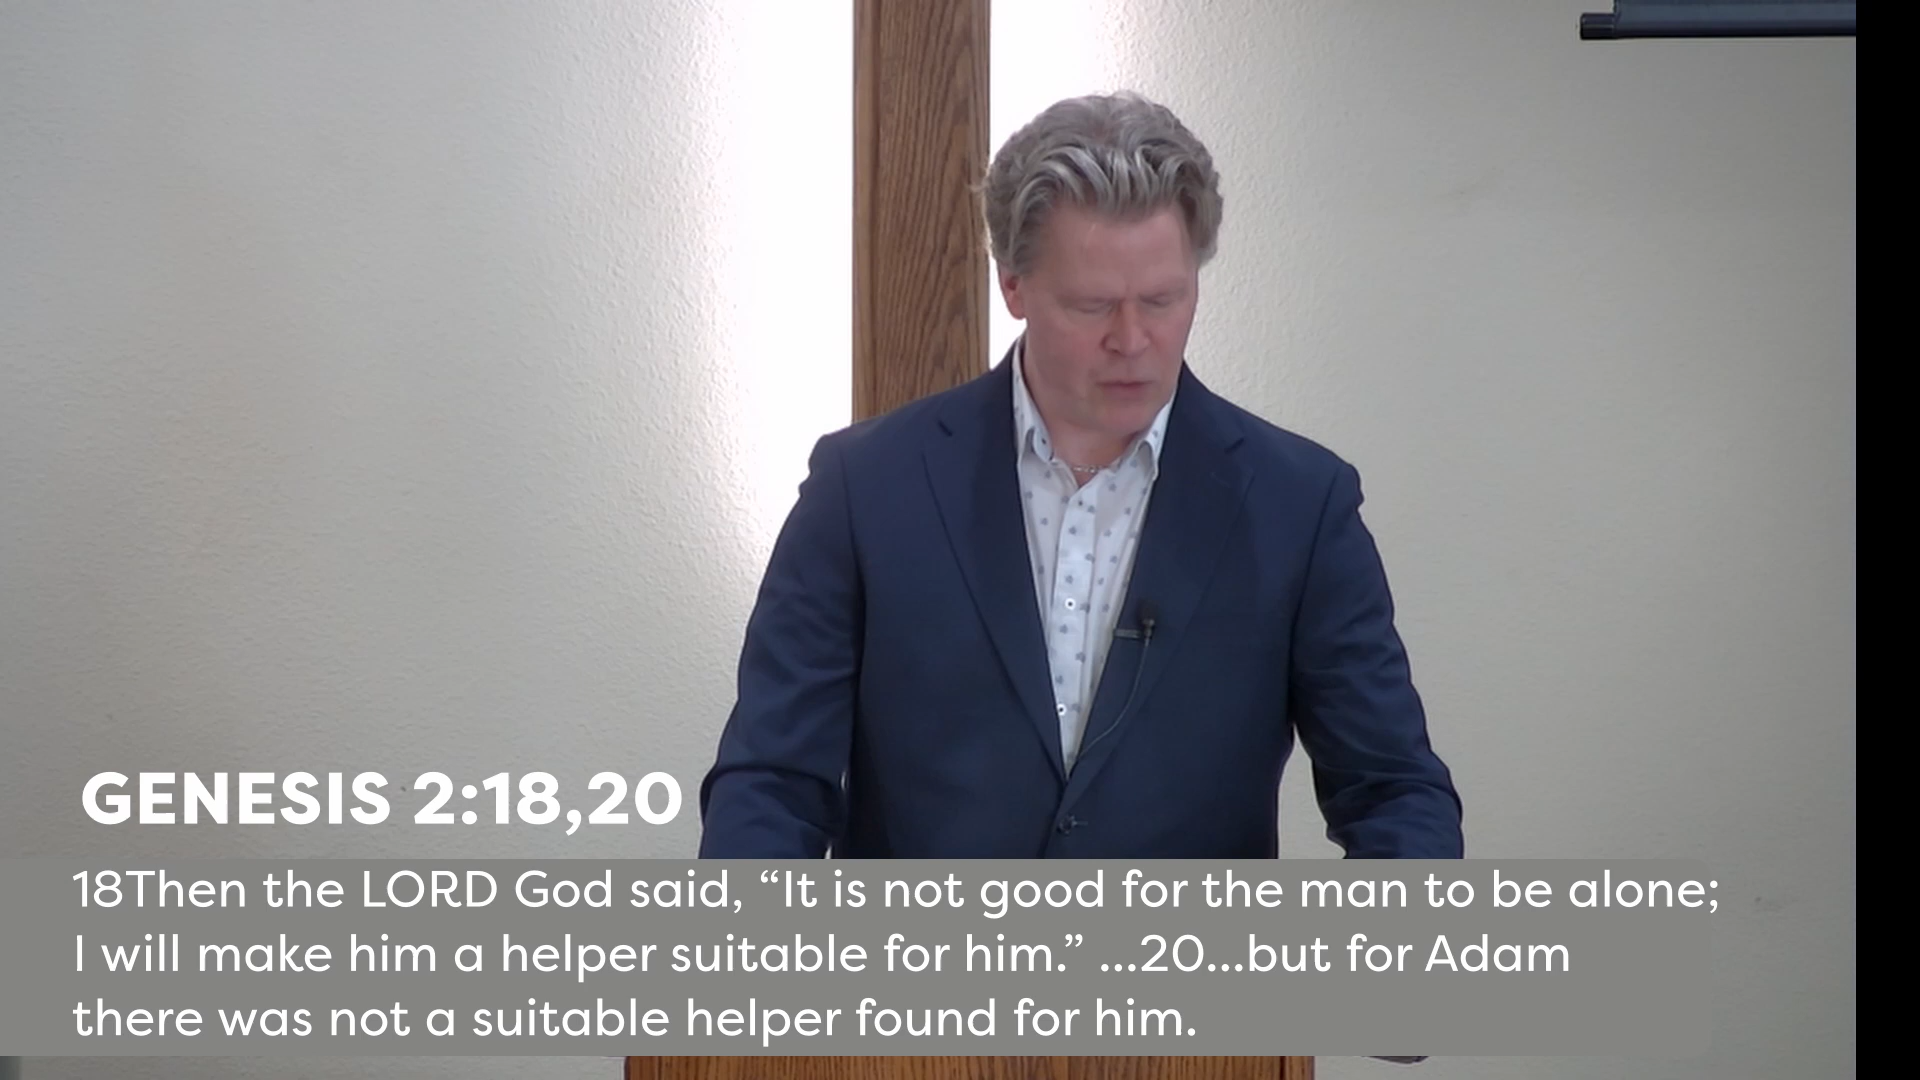 GENESIS 2:18,20
18Then the LORD God said, “It is not good for the man to be alone;
I will make him a helper suitable for him.” ...20...but for Adam
there was not a suitable helper found for him.